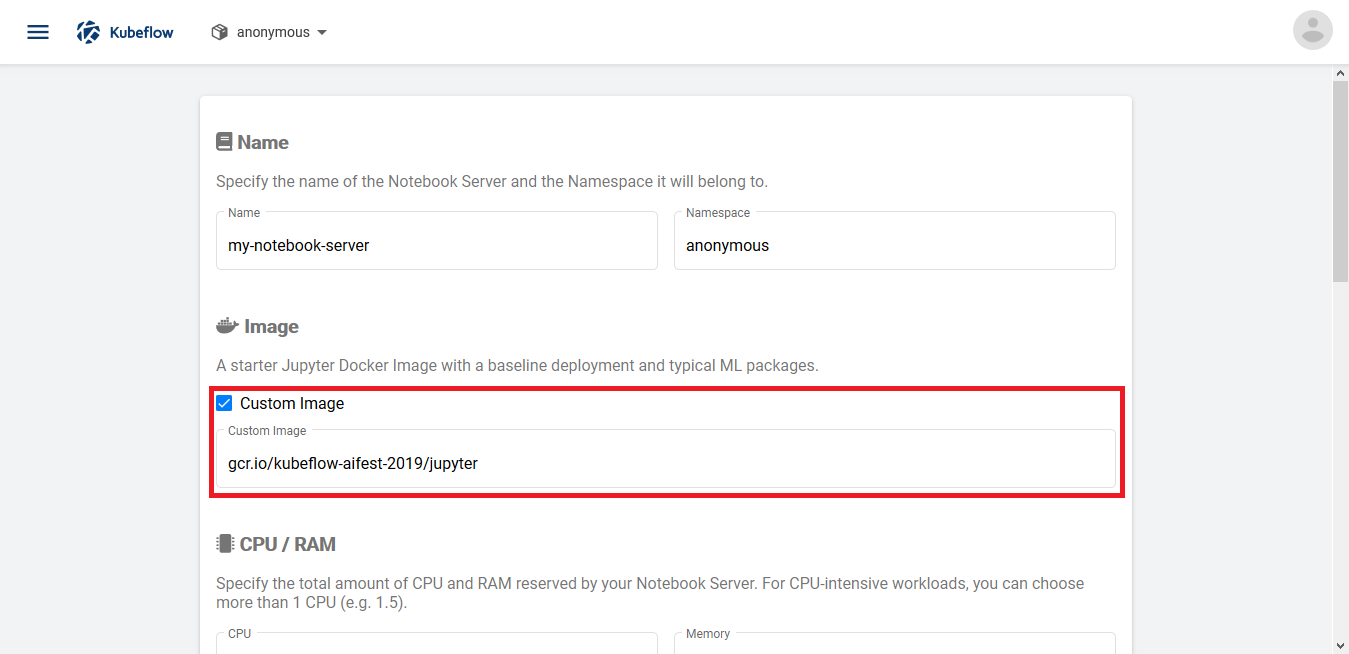 Kubeflow
anonymous
Name
Specify the name of the Notebook Server and the Namespace it will belong to.
Name
Namespace
my-notebook-server
anonymous
Image
A starter Jupyter Docker Image with a baseline deployment and typical ML packages.
Custom Image
Custom Image
gcr.io/kubeflow-aifest-2019/jupyter
CPU / RAM
Specify the total amount of CPU and RAM reserved by your Notebook Server. For CPU-intensive workloads, you can choose
more than 1 CPU (e.g. 1.5).
CPU
Memory